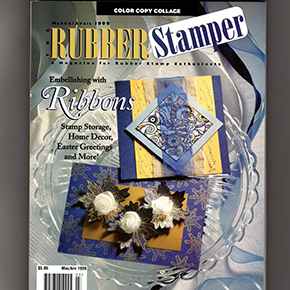 COLOR COPY COLLAGE
MARCH/APRIL 1999
THE
RUBBER Stamper
A Magazine for Rubber Stamp Enthusiasts
Embellishing with
Ribbons
Stamp Storage,
Home Decor,
Easter Greetings
and More!
$5.95 MAR/APR 1999